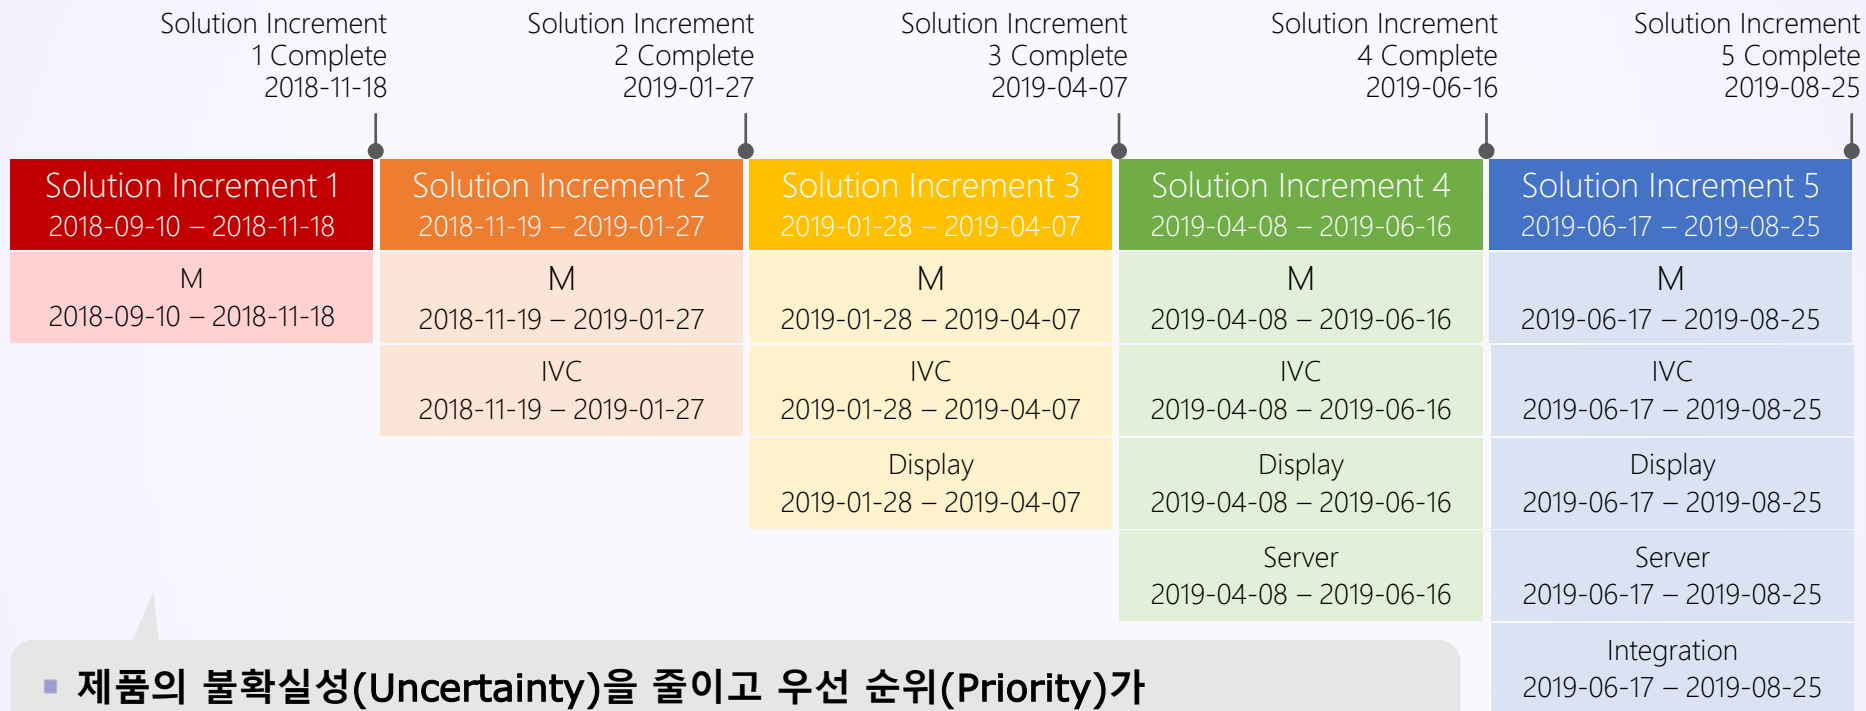 Solution Increment
1 Complete
2018-11-18
Solution Increment
2 Complete
2019-01-27
Solution Increment
3 Complete
2019-04-07
Solution Increment
4 Complete
2019-06-16
Solution Increment
5 Complete
2019-08-25
Solution Increment 1
2018-09-10 – 2018-11-18
M
2018-09-10 – 2018-11-18
Solution Increment 2
2018-11-19 – 2019-01-27
M
2018-11-19 – 2019-01-27
IVC
2018-11-19 – 2019-01-27
Solution Increment 3
2019-01-28 – 2019-04-07
M
2019-01-28 – 2019-04-07
IVC
2019-01-28 – 2019-04-07
Display
2019-01-28 – 2019-04-07
Solution Increment 4
2019-04-08 – 2019-06-16
M
2019-04-08 – 2019-06-16
IVC
2019-04-08 – 2019-06-16
Display
2019-04-08 – 2019-06-16
Server
2019-04-08 – 2019-06-16
Solution Increment 5
2019-06-17 – 2019-08-25
M
2019-06-17 – 2019-08-25
IVC
2019-06-17 – 2019-08-25
Display
2019-06-17 – 2019-08-25
Server
2019-06-17 – 2019-08-25
Integration
2019-06-17 – 2019-08-25
▪ 제품의 불확실성(Uncertainty)을 줄이고 우선 순위(Priority)가